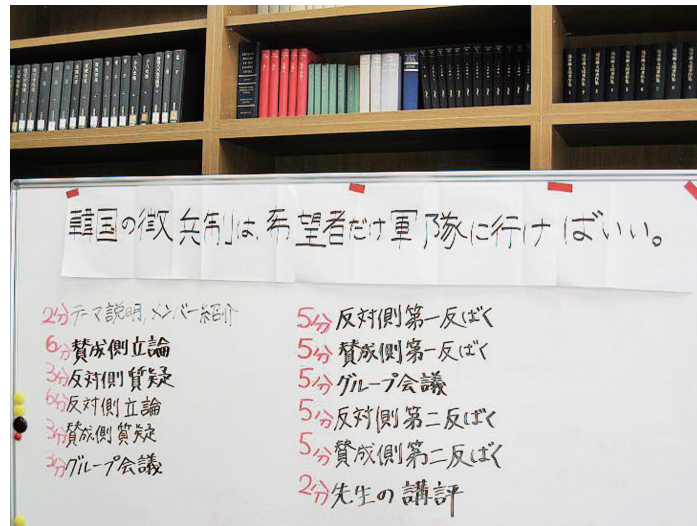 韓国の徴兵制は、希望者だけ軍隊に行けばいい。
2分テーマ説明,メンバー紹介
6分賛成側立論
3分反対側質疑
6分反対側立論
3分賛成側質疑
3分グループ会議
5分反対側第一反ばく
5分賛成側第一反ばく
5分グループ会議
5分反対側第二反ばく
5分賛成側第二反ばく
2分先生の講評